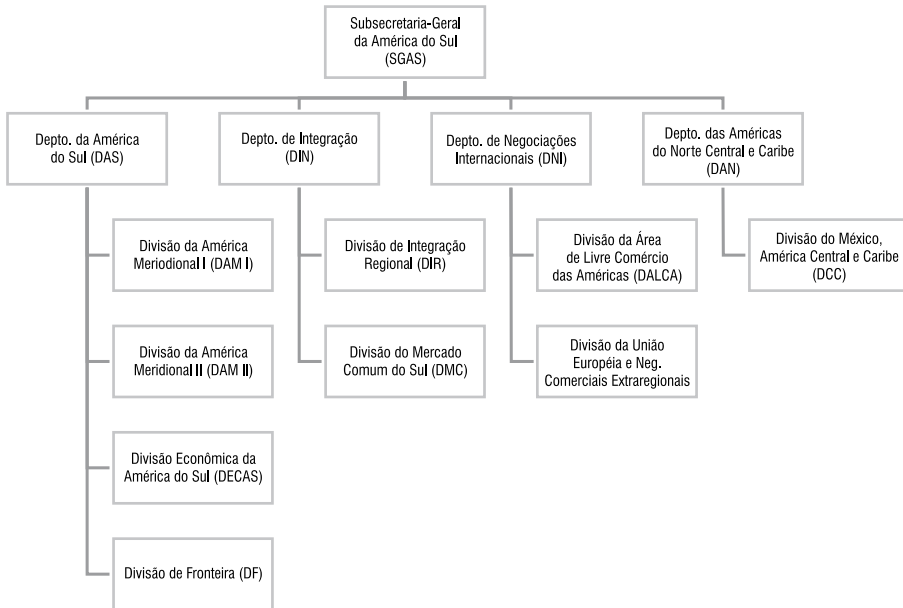 Subsecretaria-Geral
da América do Sul
(SGAS)
Depto. da América
do Sul (DAS)
Depto. de Integração
(DIN)
Depto. de Negociações
Internacionais (DNI)
Depto. das Américas
do Norte Central e Caribe
(DAN)
Divisão da América
Meriodional I (DAM I)
Divisão de Integração
Regional (DIR)
Divisão da Área
de Livre Comércio
das Américas (DALCA)
Divisão do México,
América Central e Caribe
(DCC)
Divisão da América
Meridional II (DAM II)
Divisão do Mercado
Comum do Sul (DMC)
Divisão da União
Européia e Neg.
Comerciais Extraregionais
Divisão Econômica da
América do Sul (DECAS)
Divisão de Fronteira (DF)